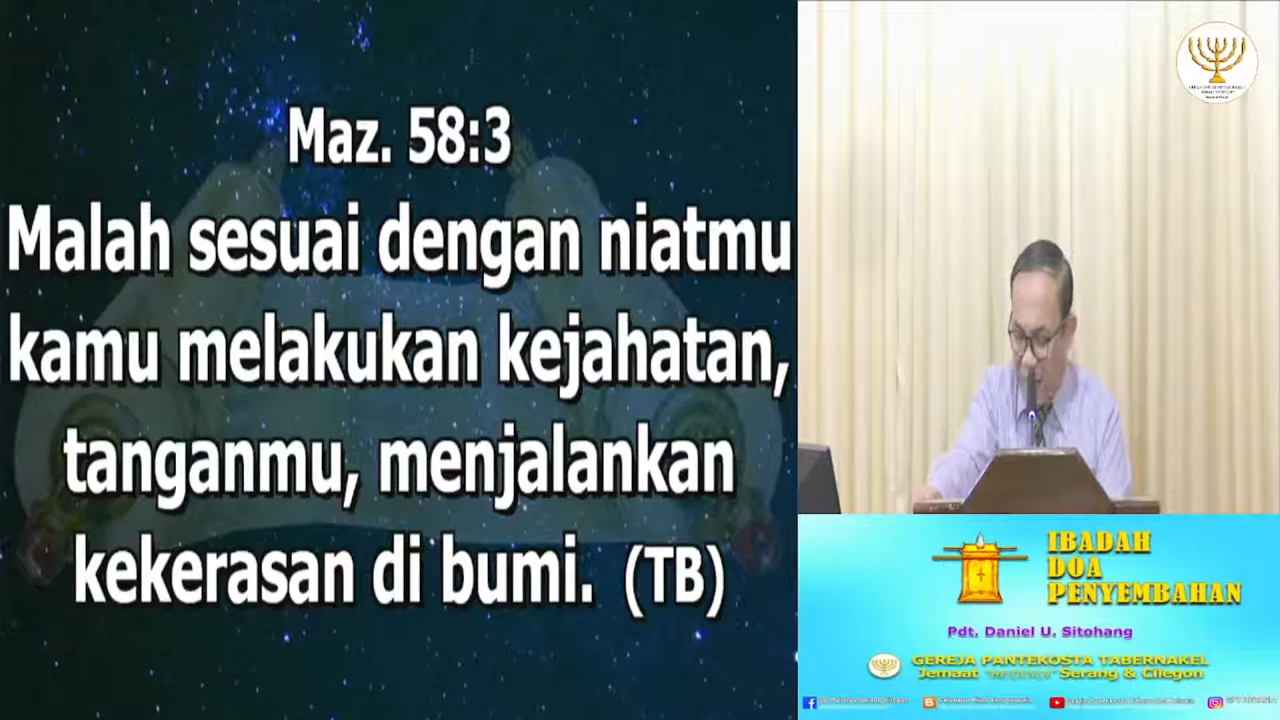 Maz. 58:3
Malah sesuai dengan niatmu
kamu melakukan kejahatan,
tanganmu, menjalankan
kekerasan di bumi. (TB)
IBADAH
DOA
PENYEMBAHAN
Pdt. Daniel U. Sitohang
GEREJA PANTEKOSTA TABERNAKEL
Jemaat Serang & Cilegon